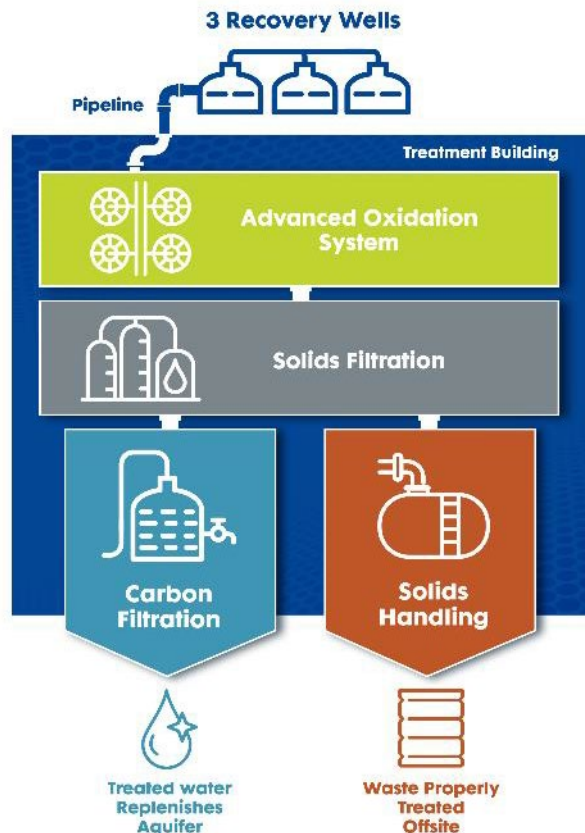 3 Recovery Wells
Pipeline
Treatment Building
Advanced Oxidation
System
Solids Filtration
Carbon
Filtration
Solids
Handling
Treated water
Replenishes
Aquifer
Waste Properly
Treated
Offsite